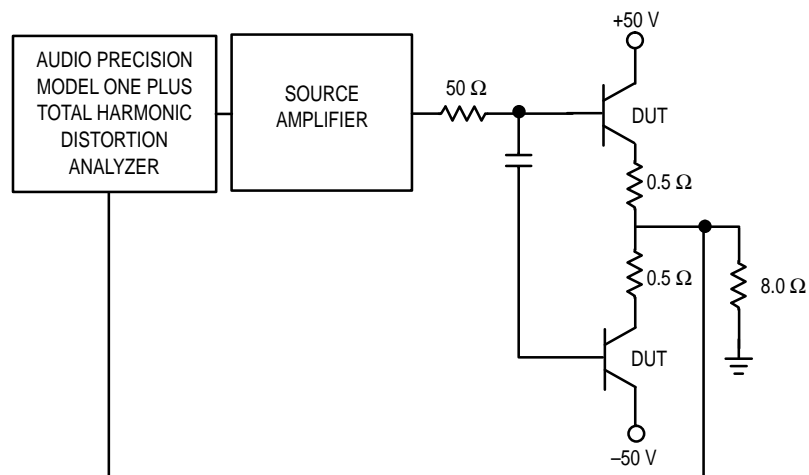 AUDIO PRECISION
MODEL ONE PLUS
TOTAL HARMONIC
DISTORTION
ANALYZER
SOURCE
AMPLIFIER
50 Ω
+50 V
DUT
0.5 Ω
0.5 Ω
8.0 Ω
DUT
–50 V